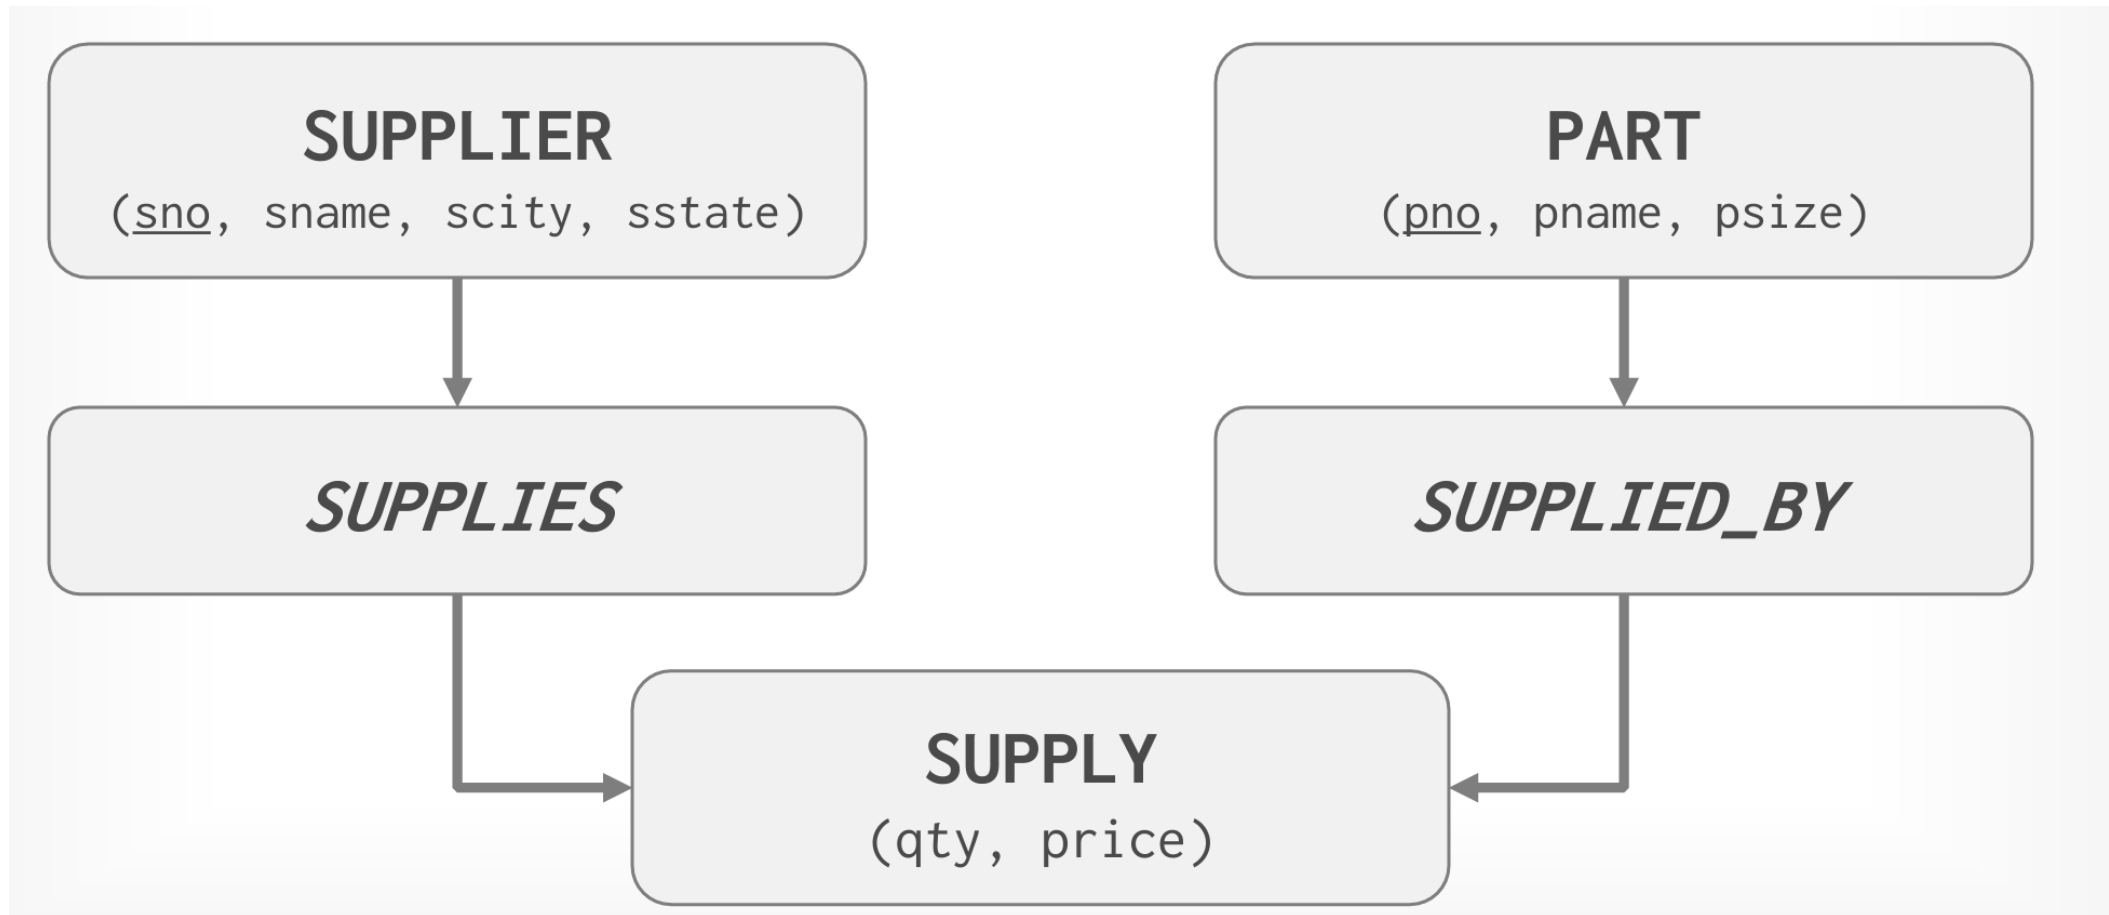 SUPPLIER
(sno, sname, scity, sstate)
PART
(pno, pname, psize)
SUPPLIES
SUPPLIED_BY
SUPPLY
(qty, price)